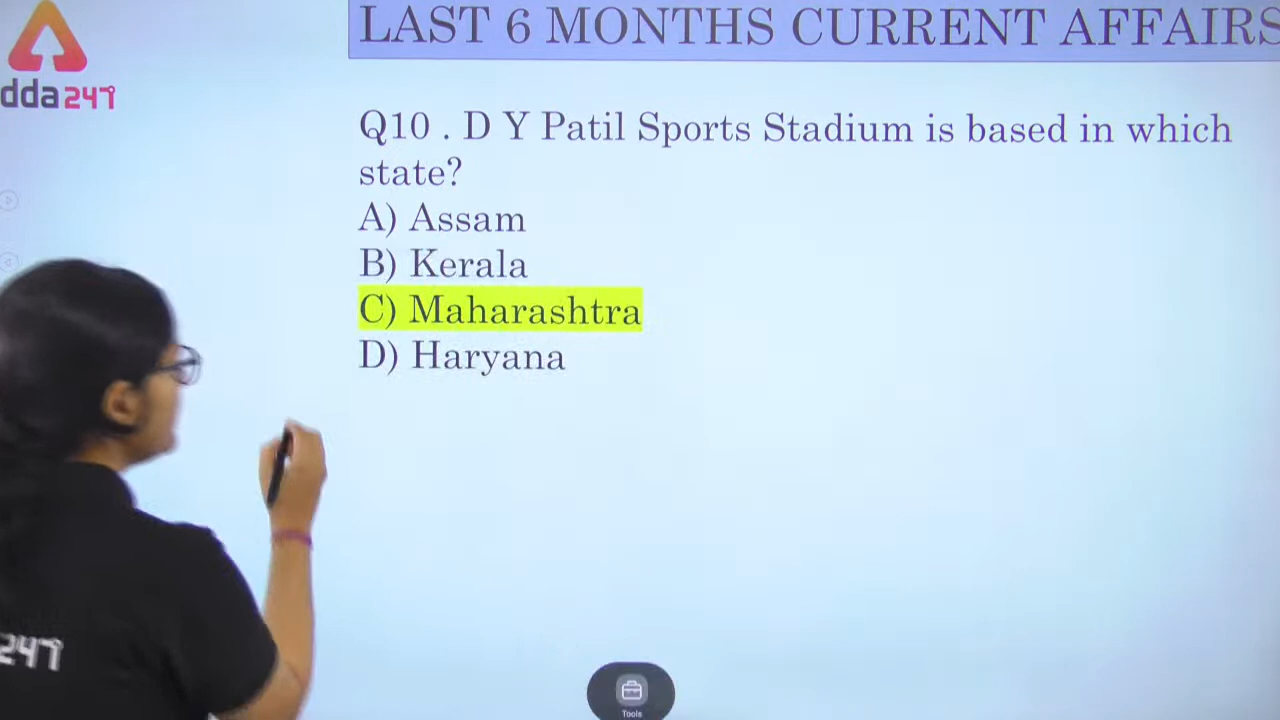 LAST 6 MONTHS CURRENT AFFAIRS
dda247
Q10 . D Y Patil Sports Stadium is based in which
state?
A) Assam
B) Kerala
C) Maharashtra
D) Haryana
247
Tools